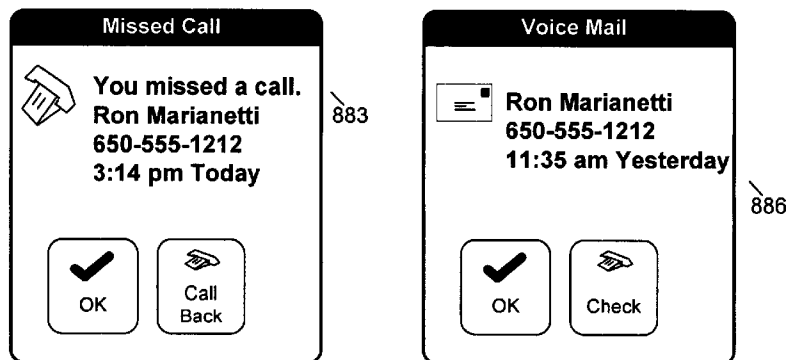 Missed Call
You missed a call.
Ron Marianetti
650-555-1212
3:14 pm Today
OK
Call
Back
883
Voice Mail
Ron Marianetti
650-555-1212
11:35 am Yesterday
OK
Check
886